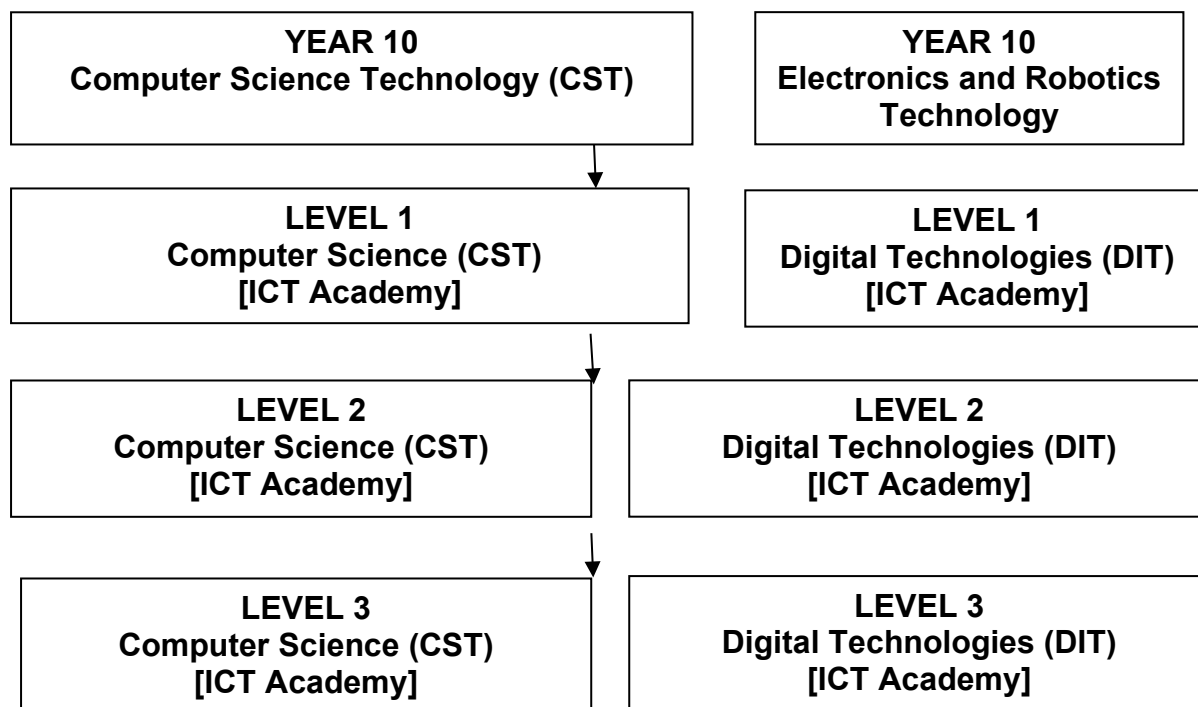 YEAR 10
Computer Science Technology (CST)
YEAR 10
Electronics and Robotics
Technology
LEVEL 1
Computer Science (CST)
[ICT Academy]
LEVEL 1
Digital Technologies (DIT)
[ICT Academy]
LEVEL 2
Computer Science (CST)
[ICT Academy]
LEVEL 2
Digital Technologies (DIT)
[ICT Academy]
LEVEL 3
Computer Science (CST)
[ICT Academy]
LEVEL 3
Digital Technologies (DIT)
[ICT Academy]